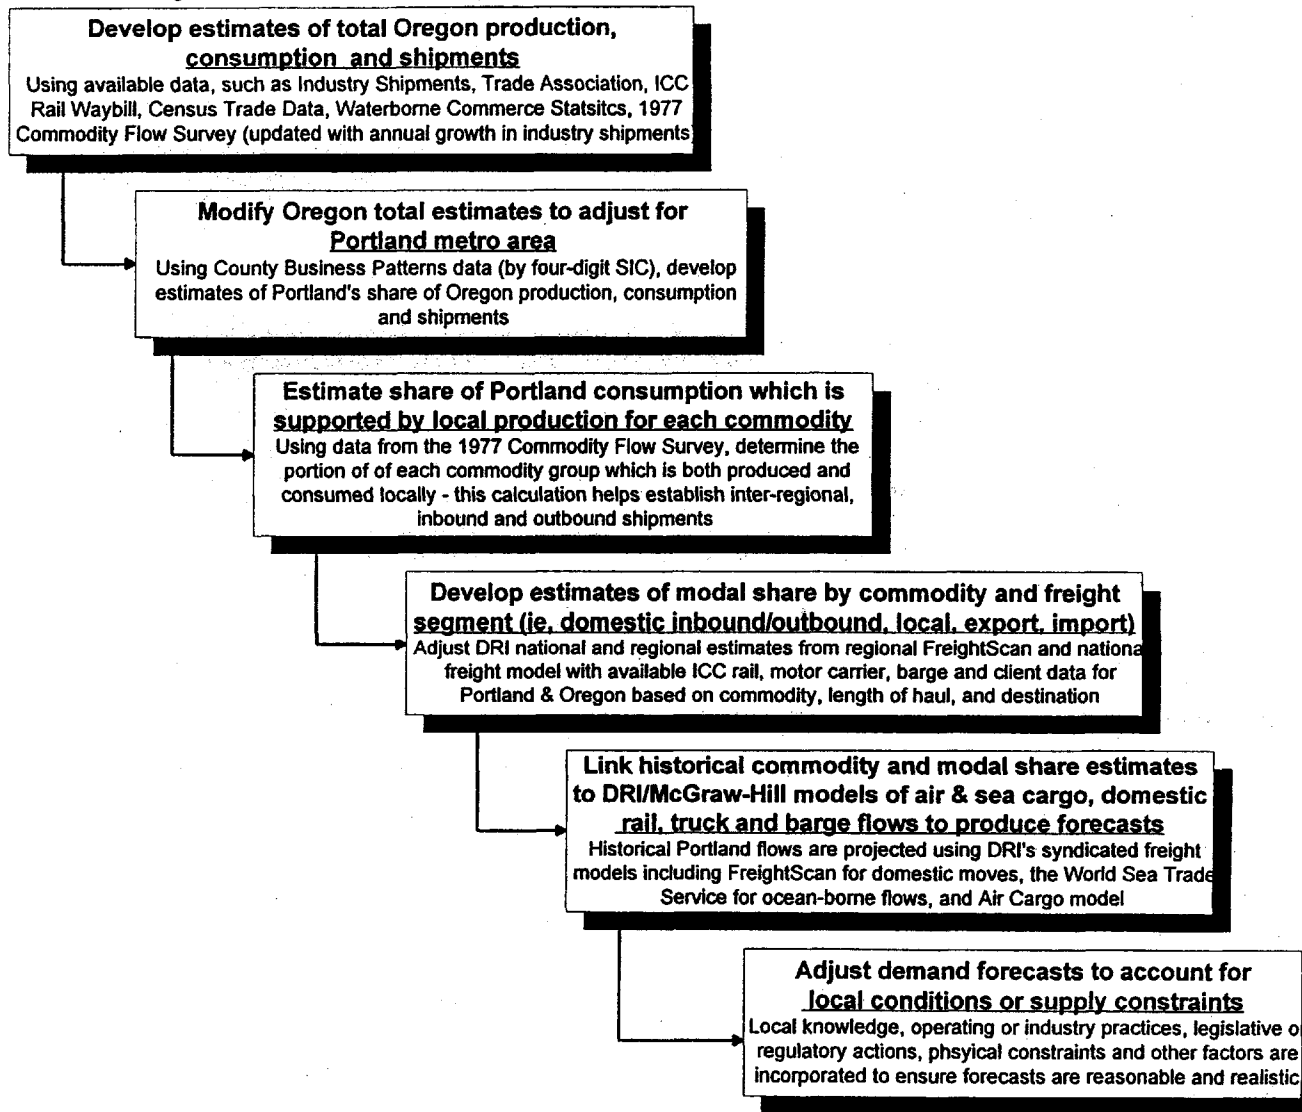 Develop estimates of total Oregon production,
consumption and shipments
Using available data, such as Industry Shipments, Trade Association, ICC
Rail Waybill, Census Trade Data, Waterborne Commerce Statsitcs, 1977
Commodity Flow Survey (updated with annual growth in industry shipments)
Modify Oregon total estimates to adjust for
Portland metro area
Using County Business Patterns data (by four-digit SIC), develop
estimates of Portland's share of Oregon production, consumption
and shipments
Estimate share of Portland consumption which is
supported by local production for each commodity
Using data from the 1977 Commodity Flow Survey, determine the
portion of of each commodity group which is both produced and
consumed locally - this calculation helps establish inter-regional,
inbound and outbound shipments
Develop estimates of modal share by commodity and freight
segment (ie, domestic inbound/outbound, local, export, import)
Adjust DRI national and regional estimates from regional FreightScan and nationa
freight model with available ICC rail, motor carrier, barge and client data for
Portland & Oregon based on commodity, length of haul, and destination
Link historical commodity and modal share estimates
to DRI/McGraw-Hill models of air & sea cargo, domestic
rail, truck and barge flows to produce forecasts
Historical Portland flows are projected using DRI's syndicated freight
models including FreightScan for domestic moves, the World Sea Trade
Service for ocean-borne flows, and Air Cargo model
Adjust demand forecasts to account for
local conditions or supply constraints
Local knowledge, operating or industry practices, legislative o
regulatory actions, phsyical constraints and other factors are
incorporated to ensure forecasts are reasonable and realistic